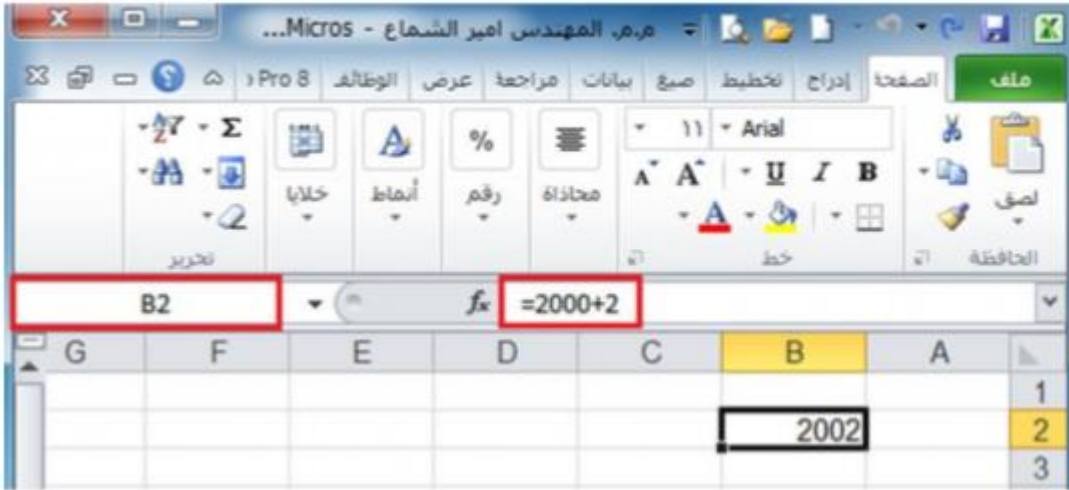 م.م. المهندس امير الشماع - Micros...
ملف الصفحة إدراج تخطيط صيغ بيانات مراجعة عرض الوظائف Pro 8
لصق Arial ١١ محاذاة % رقم أنماط خلايا Σ
B I U A A A
الحافظة خط تحرير
B2 fx =2000+2
A B C D E F G
1
2002 2
3